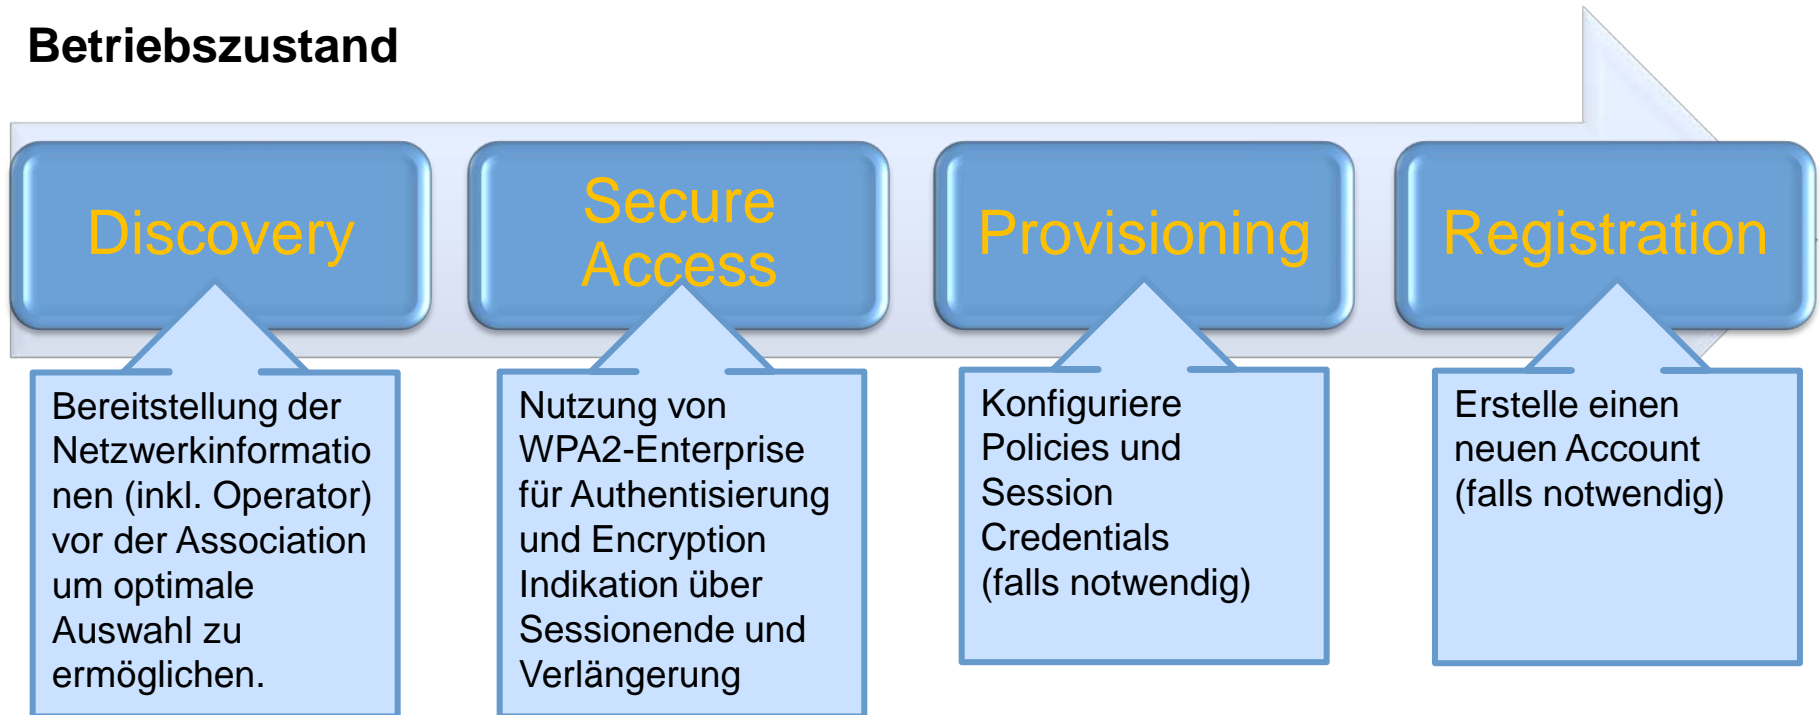 Betriebszustand
Discovery
Secure
Access
Provisioning
Registration
Bereitstellung der
Netzwerkinformatio
nen (inkl. Operator)
vor der Association
um optimale
Auswahl zu
ermöglichen.
Nutzung von
WPA2-Enterprise
für Authentisierung
und Encryption
Indikation über
Sessionende und
Verlängerung
Konfiguriere
Policies und
Session
Credentials
(falls notwendig)
Erstelle einen
neuen Account
(falls notwendig)